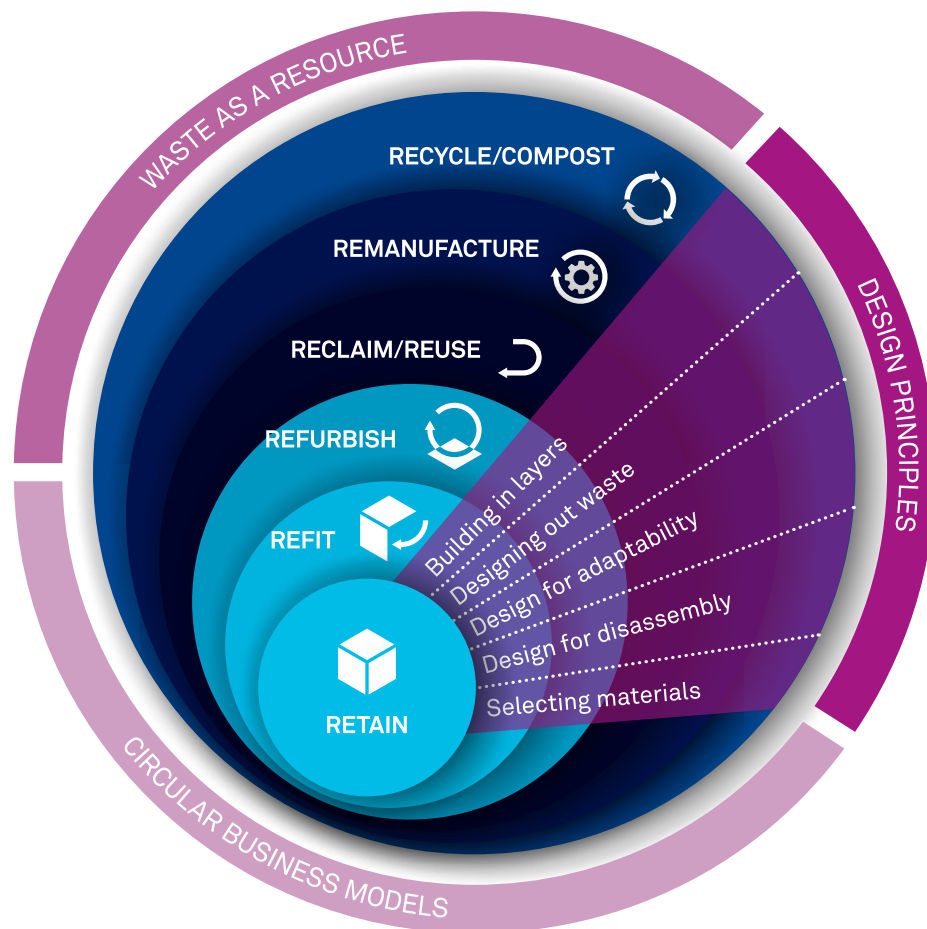 WASTE AS A RESOURCE
RECYCLE/COMPOST
REMANUFACTURE
RECLAIM/REUSE
REFURBISH
REFIT
RETAIN
Building in layers
Designing out waste
Design for adaptability
Design for disassembly
Selecting materials
DESIGN PRINCIPLES
CIRCULAR BUSINESS MODELS